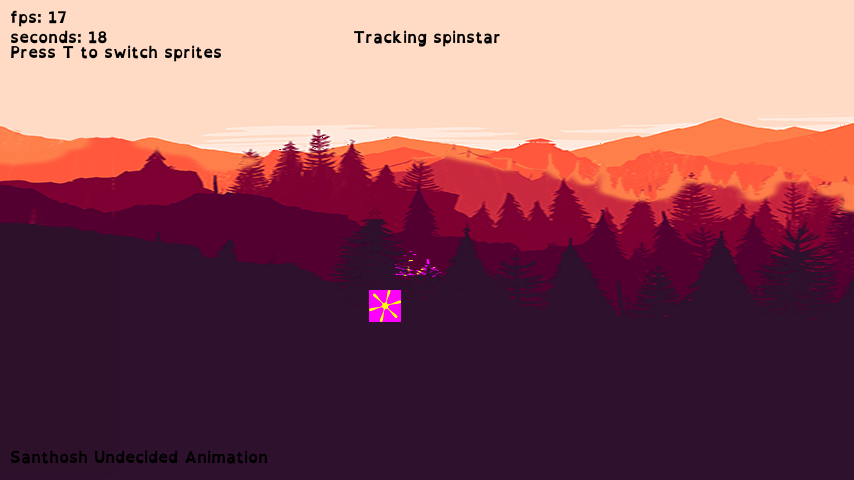 fps: 17
seconds: 18
Tracking spinstar
Press T to switch sprites
Santhosh Undecided Animation